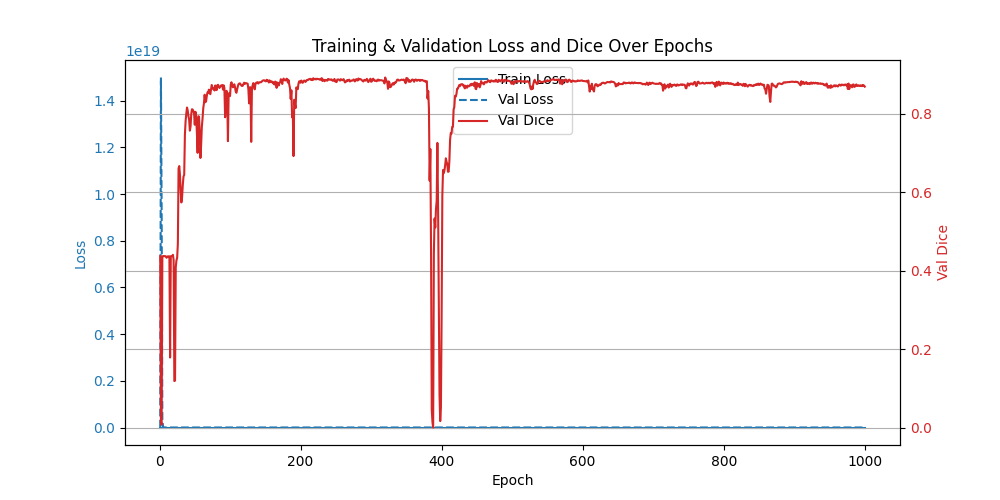 Training & Validation Loss and Dice Over Epochs
1e19
Train Loss
Val Loss
Val Dice
1.4
1.2
1.0
0.8
0.6
0.4
0.2
0.0
Loss
0.8
0.6
0.4
0.2
0.0
Val Dice
0
200
400
600
800
1000
Epoch